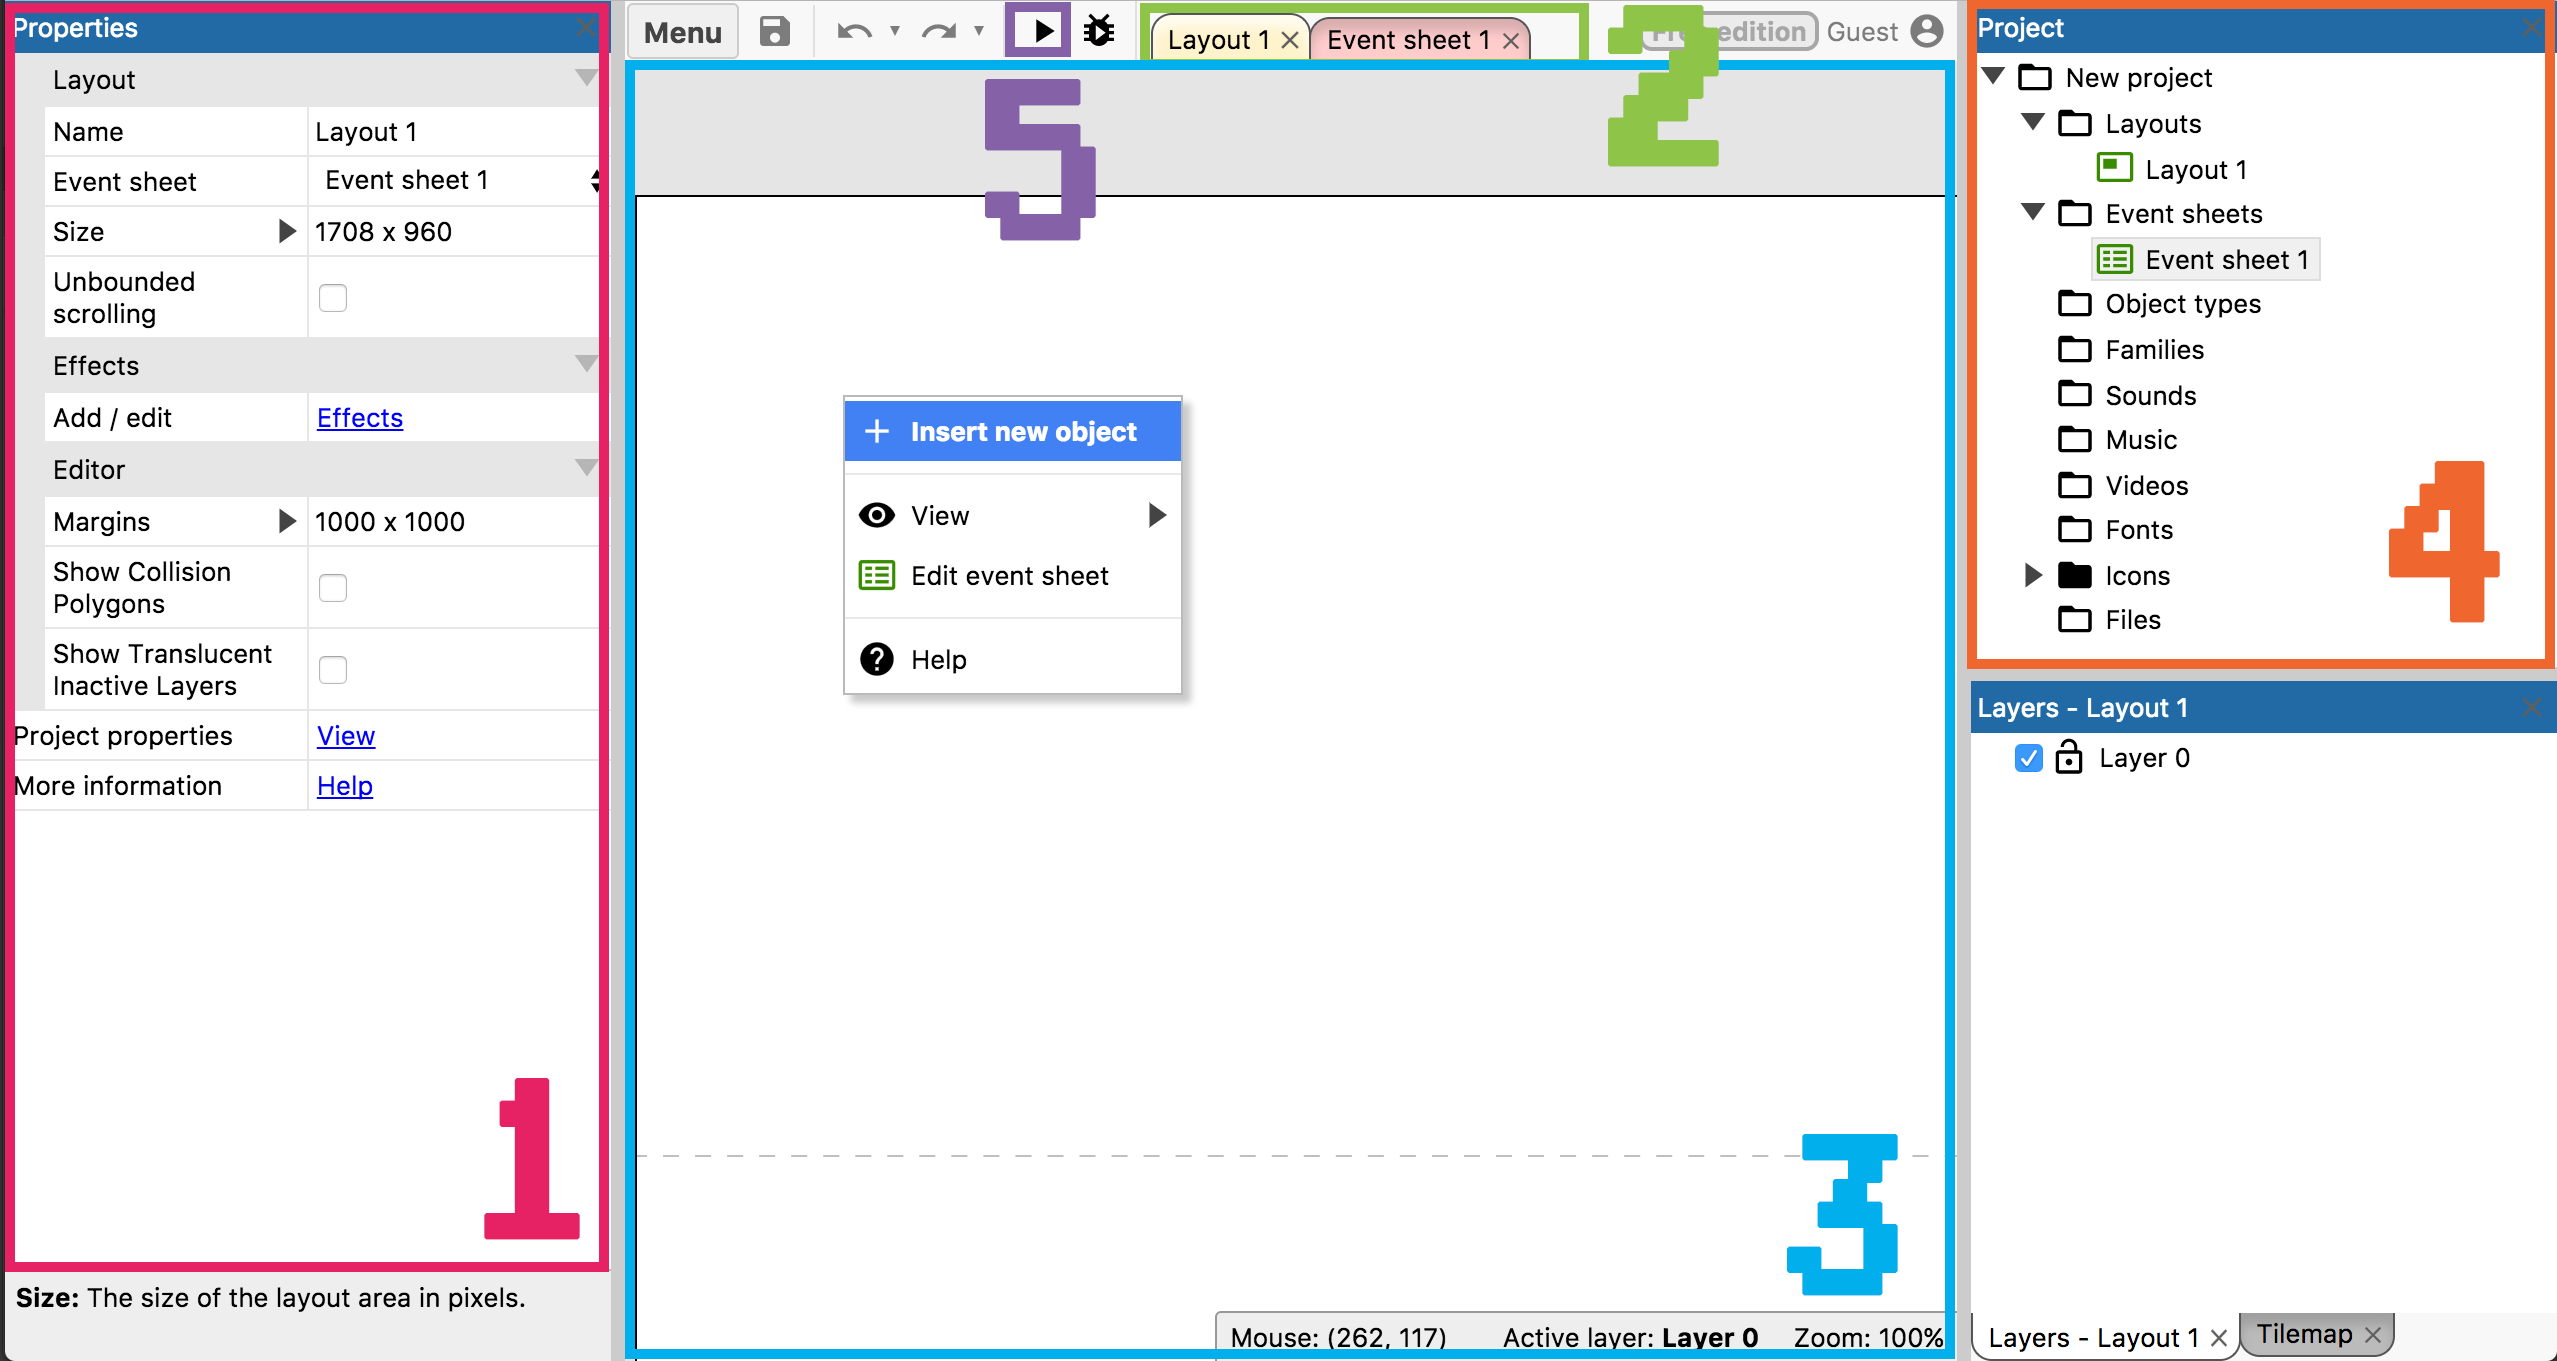 Properties
Layout
Name Layout 1
Event sheet Event sheet 1
Size 1708 x 960
Unbounded
scrolling
Effects
Add / edit Effects
Editor
Margins 1000 x 1000
Show Collision
Polygons
Show Translucent
Inactive Layers
Project properties View
More information Help
1
Size: The size of the layout area in pixels.
Menu
Layout 1
Event sheet 1
edition
Guest
5
2
Insert new object
View
Edit event sheet
Help
3
Mouse: (262, 117) Active layer: Layer 0 Zoom: 100%
Project
New project
Layouts
Layout 1
Event sheets
Event sheet 1
Object types
Families
Sounds
Music
Videos
Fonts
Icons
Files
4
Layers - Layout 1
Layer 0
Layers - Layout 1
Tilemap